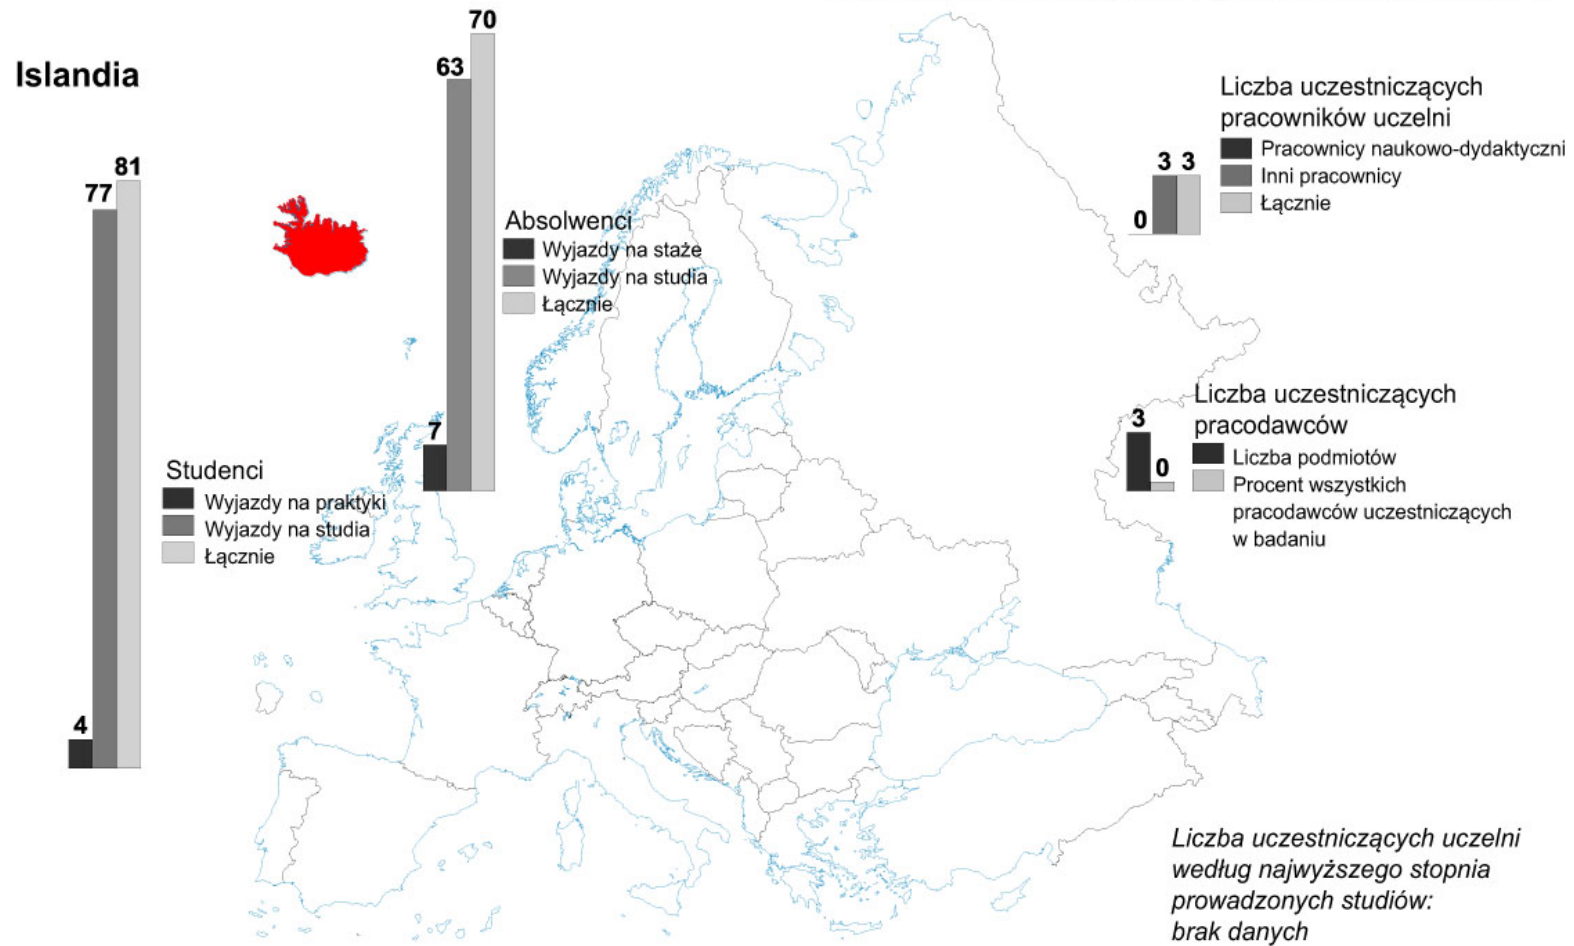 Islandia
4
77
81
Studenci
Wyjazdy na praktyki
Wyjazdy na studia
Łącznie
7
63
70
Absolwenci
Wyjazdy na staże
Wyjazdy na studia
Łącznie
0
3
3
Liczba uczestniczących
pracowników uczelni
Pracownicy naukowo-dydaktyczni
Inni pracownicy
Łącznie
3
0
Liczba uczestniczących
pracodawców
Liczba podmiotów
Procent wszystkich
pracodawców uczestniczących
w badaniu
Liczba uczestniczących uczelni
według najwyższego stopnia
prowadzonych studiów:
brak danych